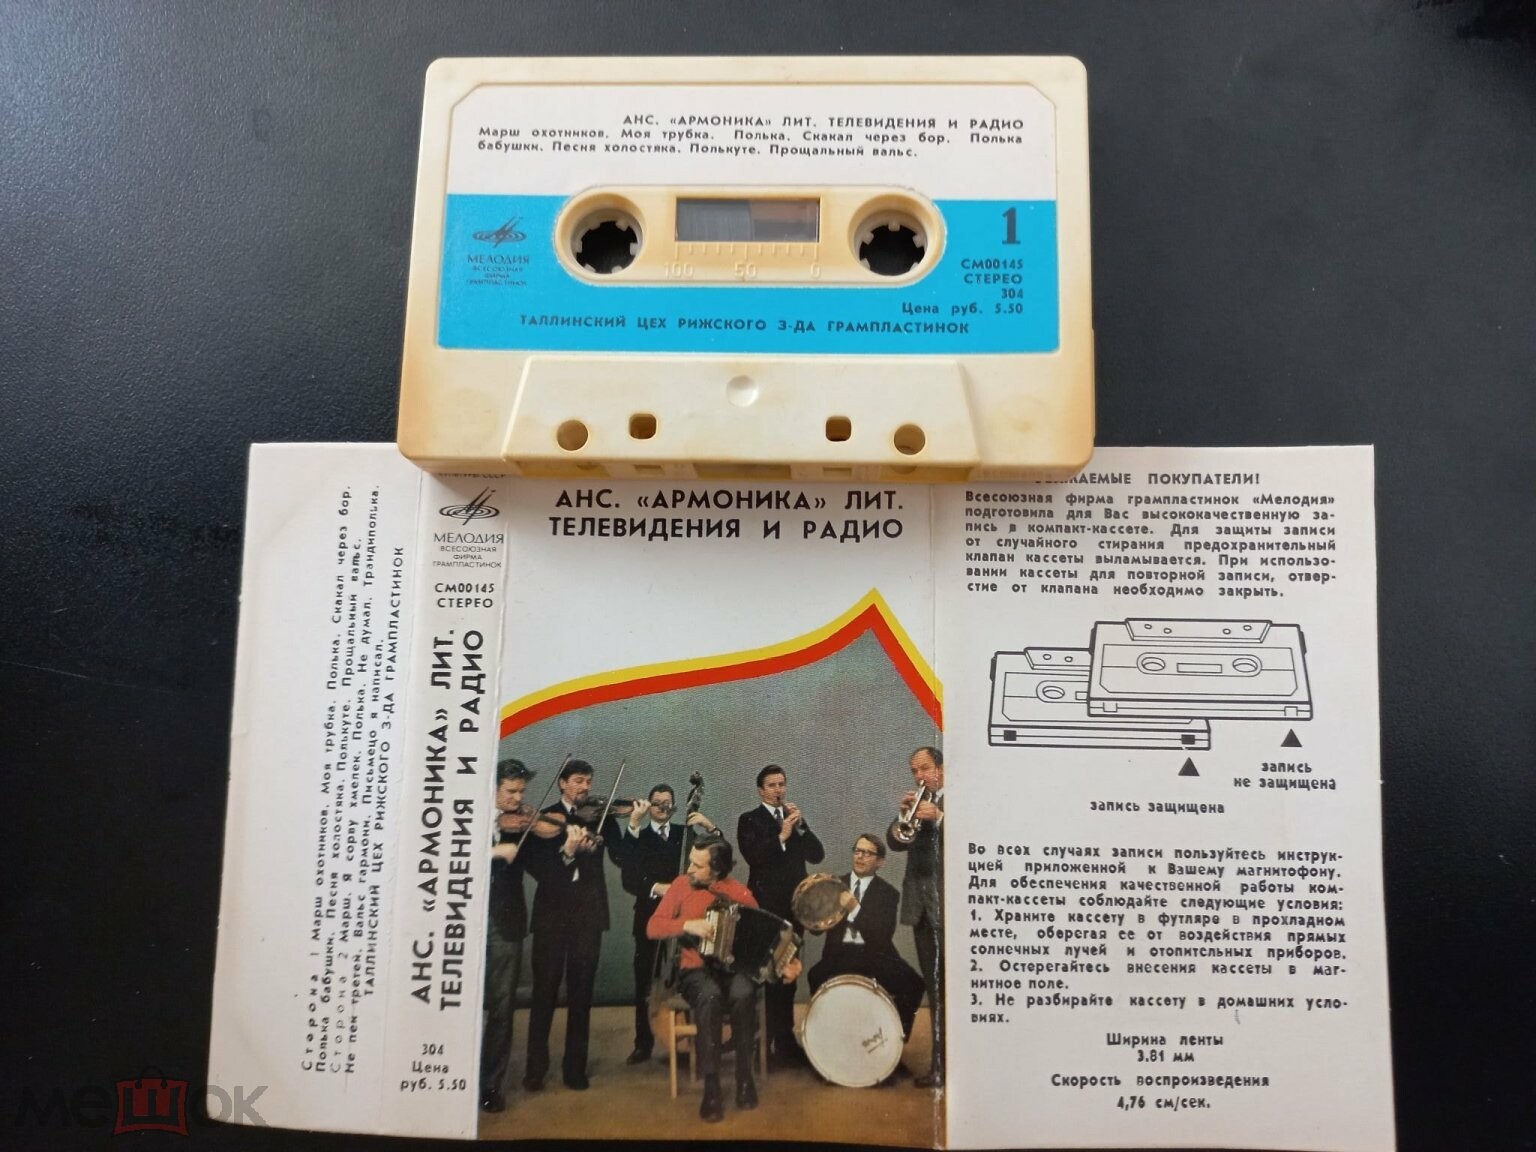 АНС. «АРМОНИКА» ЛИТ. ТЕЛЕВИДЕНИЯ И РАДИО
Марш охотников. Моя трубка. Полька. Скакал через бор. Полька
бабушки. Песня холостяка. Полькуте. Прощальный вальс.
МЕЛОДИЯ
ВСЕСОЮЗНАЯ
ФИРМА
ГРАМПЛАСТИНОК
100 50 0
1
СМ00145
СТЕРЕО
304
Цена руб. 5.50
ТАЛЛИНСКИЙ ЦЕХ РИЖСКОГО З-ДА ГРАМПЛАСТИНОК
Сторона 1 Марш охотников. Моя трубка. Полька. Скакал через бор.
Полька бабушки. Песня холостяка. Полькуте. Прощальный вальс.
Сторона 2 Марш. Я сорву хмелек. Полька. Не думал. Трандиполька.
Не пей третей. Вальс гармони. Письмецо я написал.
ТАЛЛИНСКИЙ ЦЕХ РИЖСКОГО З-ДА ГРАМПЛАСТИНОК
МЕЛОДИЯ
ВСЕСОЮЗНАЯ
ФИРМА
ГРАМПЛАСТИНОК
СМ00145
СТЕРЕО
АНС. «АРМОНИКА» ЛИТ.
ТЕЛЕВИДЕНИЯ И РАДИО
304
Цена
руб. 5.50
АНС. «АРМОНИКА» ЛИТ.
ТЕЛЕВИДЕНИЯ И РАДИО
ПОКУПАТЕЛИ!
Всесоюзная фирма грампластинок «Мелодия»
подготовила для Вас высококачественную за-
пись в компакт-кассете. Для защиты записи
от случайного стирания предохранительный
клапан кассеты выламывается. При использо-
вании кассеты для повторной записи, отвер-
стие от клапана необходимо закрыть.
запись
не защищена
запись защищена
Во всех случаях записи пользуйтесь инструк-
цией приложенной к Вашему магнитофону.
Для обеспечения качественной работы ком-
пакт-кассеты соблюдайте следующие условия:
1. Храните кассету в футляре в прохладном
месте, оберегая ее от воздействия прямых
солнечных лучей и отопительных приборов.
2. Остерегайтесь внесения кассеты в маг-
нитное поле.
3. Не разбирайте кассету в домашних усло-
виях.
Ширина ленты
3.81 мм
Скорость воспроизведения
4,76 см/сек.
мешок